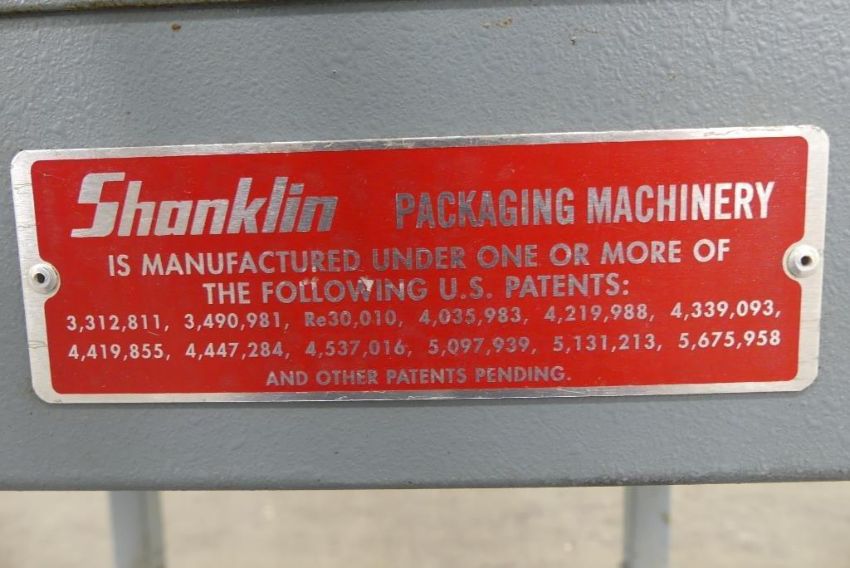 Shanklin PACKAGING MACHINERY
IS MANUFACTURED UNDER ONE OR MORE OF
THE FOLLOWING U.S. PATENTS:
3,312,811, 3,490,981, Re30,010, 4,035,983, 4,219,988, 4,339,093,
4,419,855, 4,447,284, 4,537,016, 5,097,939, 5,131,213, 5,675,958
AND OTHER PATENTS PENDING.